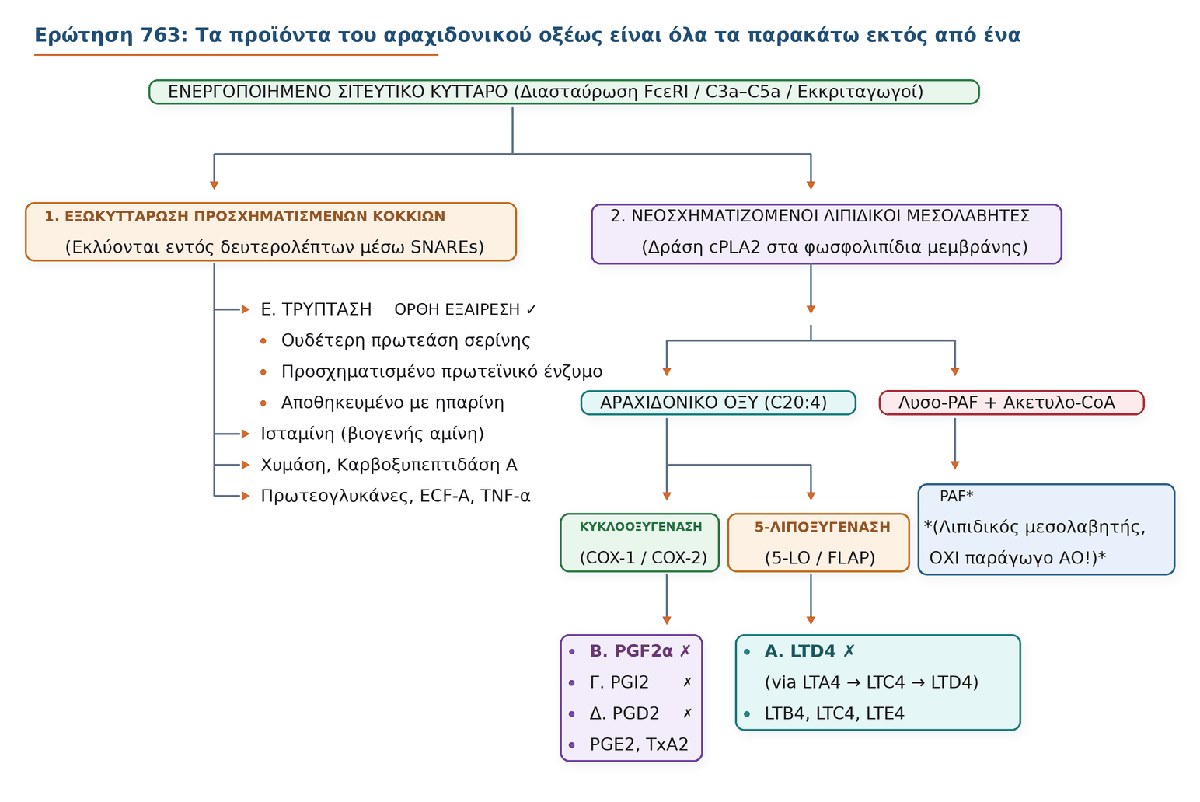 Ερώτηση 763: Τα προϊόντα του αραχιδονικού οξέως είναι όλα τα παρακάτω εκτός από ένα
ΕΝΕΡΓΟΠΟΙΗΜΕΝΟ ΣΙΤΕΥΤΙΚΟ ΚΥΤΤΑΡΟ (Διασταύρωση FcεRI / C3a–C5a / Εκκριταγωγοί)
1. ΕΞΩΚΥΤΤΑΡΩΣΗ ΠΡΟΣΧΗΜΑΤΙΣΜΕΝΩΝ ΚΟΚΚΙΩΝ
(Εκλύονται εντός δευτερολέπτων μέσω SNAREs)
2. ΝΕΟΣΧΗΜΑΤΙΖΟΜΕΝΟΙ ΛΙΠΙΔΙΚΟΙ ΜΕΣΟΛΑΒΗΤΕΣ
(Δράση cPLA2 στα φωσφολιπίδια μεμβράνης)
Ε. ΤΡΥΠΤΑΣΗ ΟΡΘΗ ΕΞΑΙΡΕΣΗ ✓
• Ουδέτερη πρωτεάση σερίνης
• Προσχηματισμένο πρωτεϊνικό ένζυμο
• Αποθηκευμένο με ηπαρίνη
Ισταμίνη (βιογενής αμίνη)
Χυμάση, Καρβοξυπεπτιδάση Α
Πρωτεογλυκάνες, ECF-A, TNF-α
ΑΡΑΧΙΔΟΝΙΚΟ ΟΞΥ (C20:4)
Λυσο-PAF + Ακετυλο-CoA
ΚΥΚΛΟΟΞΥΓΕΝΑΣΗ
(COX-1 / COX-2)
5-ΛΙΠΟΞΥΓΕΝΑΣΗ
(5-LO / FLAP)
PAF*
*(Λιπιδικός μεσολαβητής,
ΟΧΙ παράγωγο ΑΟ!)*
• Β. PGF2α ✗
• Γ. PGI2 ✗
• Δ. PGD2 ✗
• PGE2, TxA2
• Α. LTD4 ✗
(via LTA4 → LTC4 → LTD4)
• LTB4, LTC4, LTE4